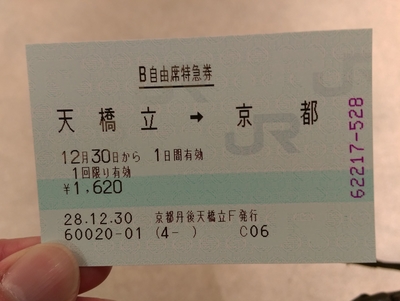 B自由席特急券
天橋立 → 京都
12月30日から 1日間有効
1回限り有効
¥1,620
28.12.30 京都丹後天橋立F発行
60020-01 (4- ) C06
62217-528
JR
JR